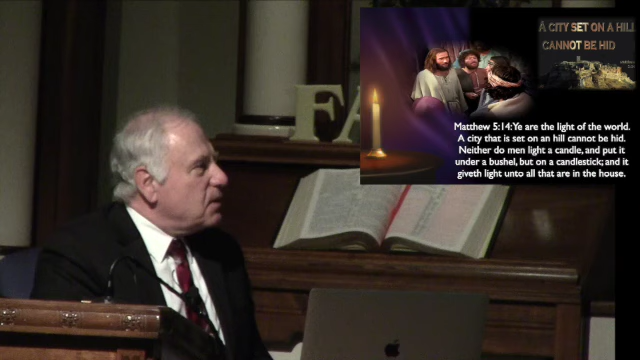 A CITY SET ON A HILL
CANNOT BE HID
Matthew 5:14: Ye are the light of the world.
A city that is set on an hill cannot be hid.
Neither do men light a candle, and put it
under a bushel, but on a candlestick; and it
giveth light unto all that are in the house.
FA